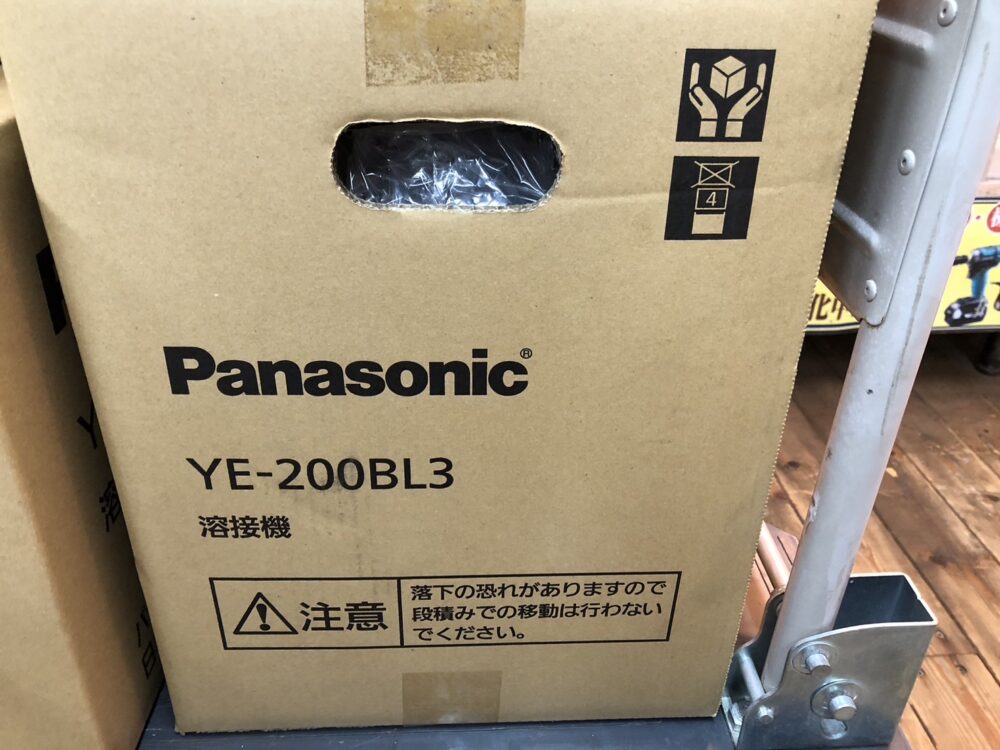 4
Panasonic®
YE-200BL3
溶接機
注意
落下の恐れがありますので
段積みでの移動は行わない
でください。